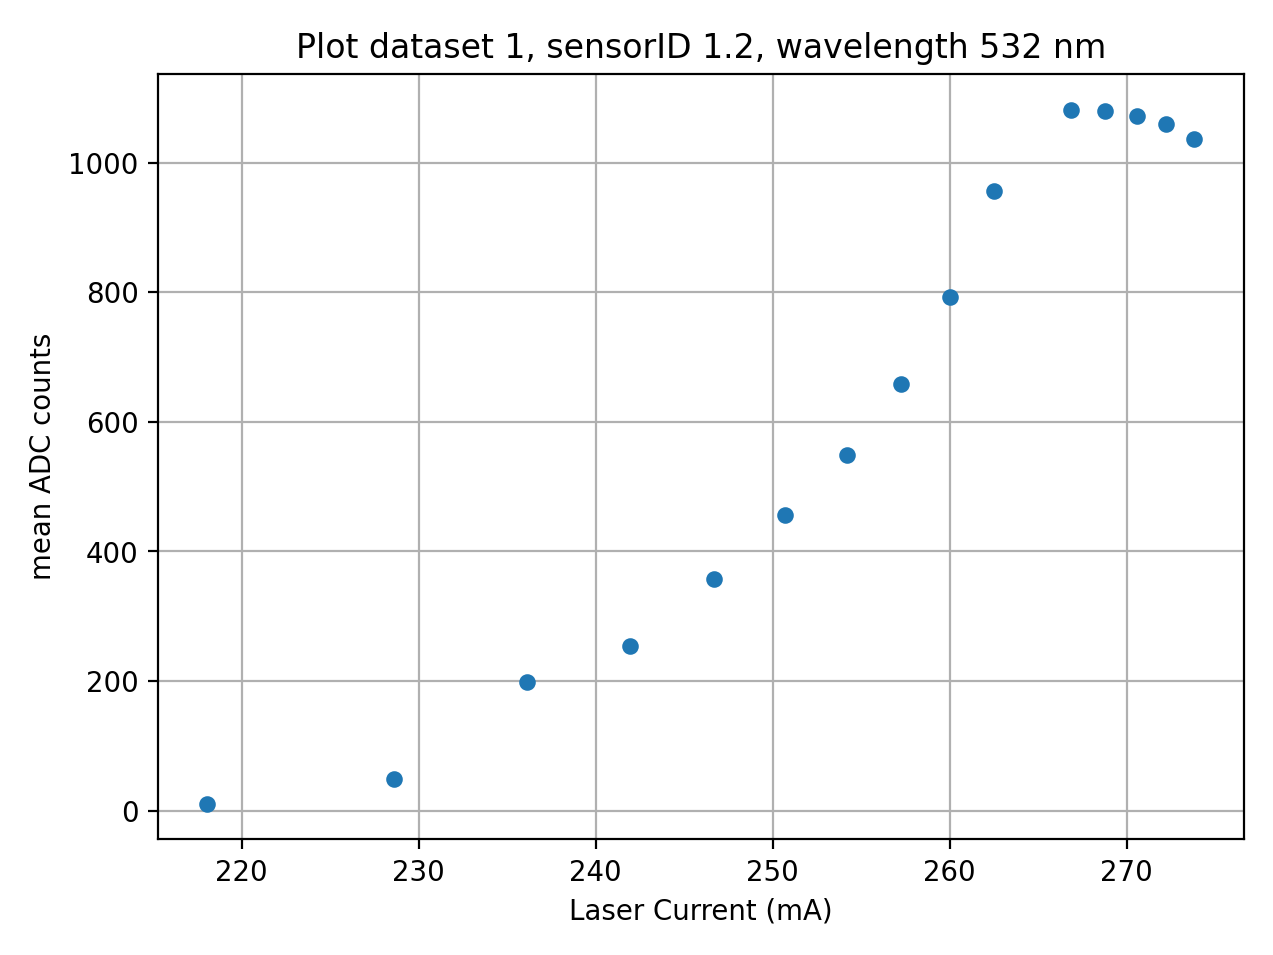 Plot dataset 1, sensorID 1.2, wavelength 532 nm
mean ADC counts
1000
800
600
400
200
0
220 230 240 250 260 270
Laser Current (mA)